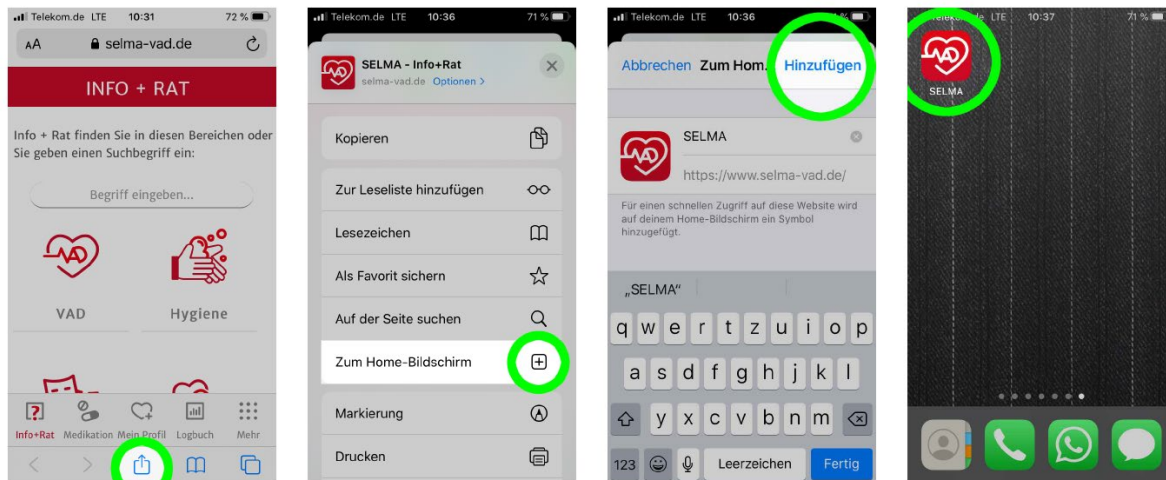 Telekom.de LTE 10:31 72 %
AA selma-vad.de
INFO + RAT
Info + Rat finden Sie in diesen Bereichen oder
Sie geben einen Suchbegriff ein:
Begriff eingeben...
VAD
Hygiene
Info+Rat Medikation Mein Profil Logbuch Mehr
Telekom.de LTE 10:36 71 %
VAD
SELMA - Info+Rat
selma-vad.de Optionen >
Kopieren
Zur Leseliste hinzufügen
Lesezeichen
Als Favorit sichern
Auf der Seite suchen
Zum Home-Bildschirm
Markierung
Drucken
Telekom.de LTE 10:36 %
Abbrechen Zum Hom... Hinzufügen
VAD
SELMA
https://www.selma-vad.de/
Für einen schnellen Zugriff auf diese Website wird
auf deinem Home-Bildschirm ein Symbol
hinzugefügt.
„SELMA“
q w e r t z u i o p
a s d f g h j k l
y x c v b n m
123 Leerzeichen Fertig
Telekom.de LTE 10:37 71 %
VAD
SELMA